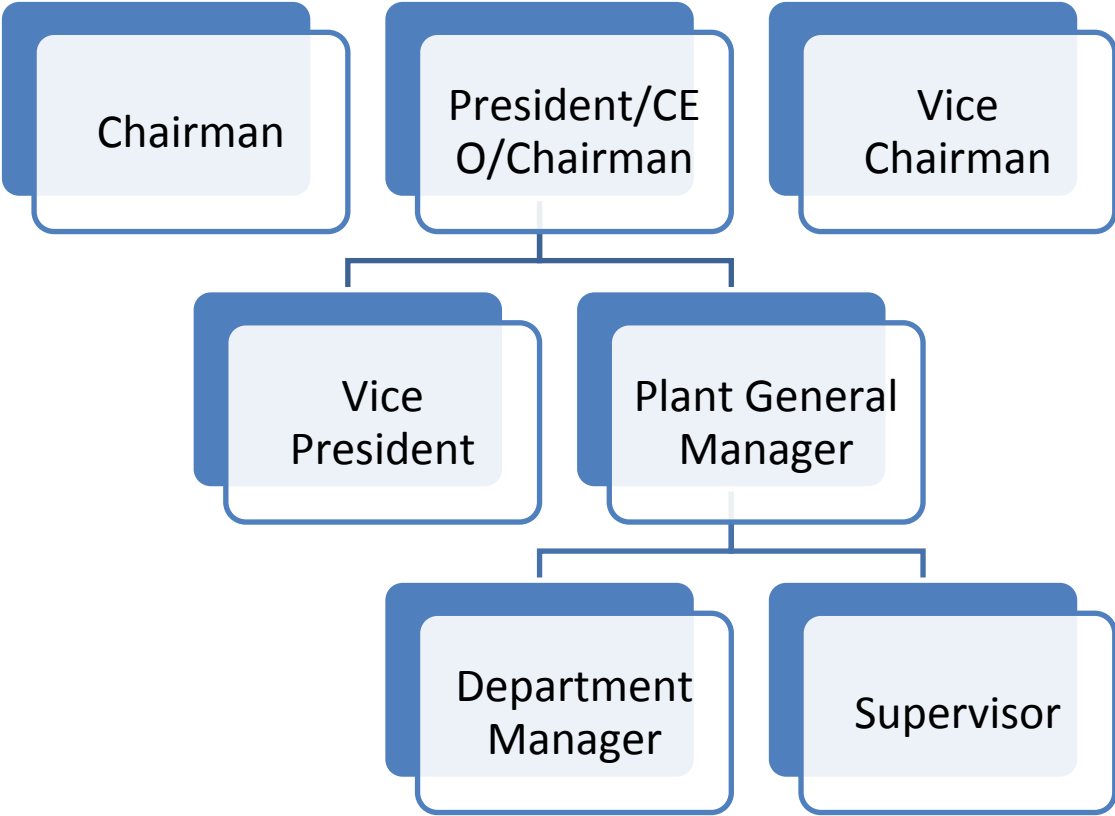 Chairman
President/CE
O/Chairman
Vice
Chairman
Vice
President
Plant General
Manager
Department
Manager
Supervisor